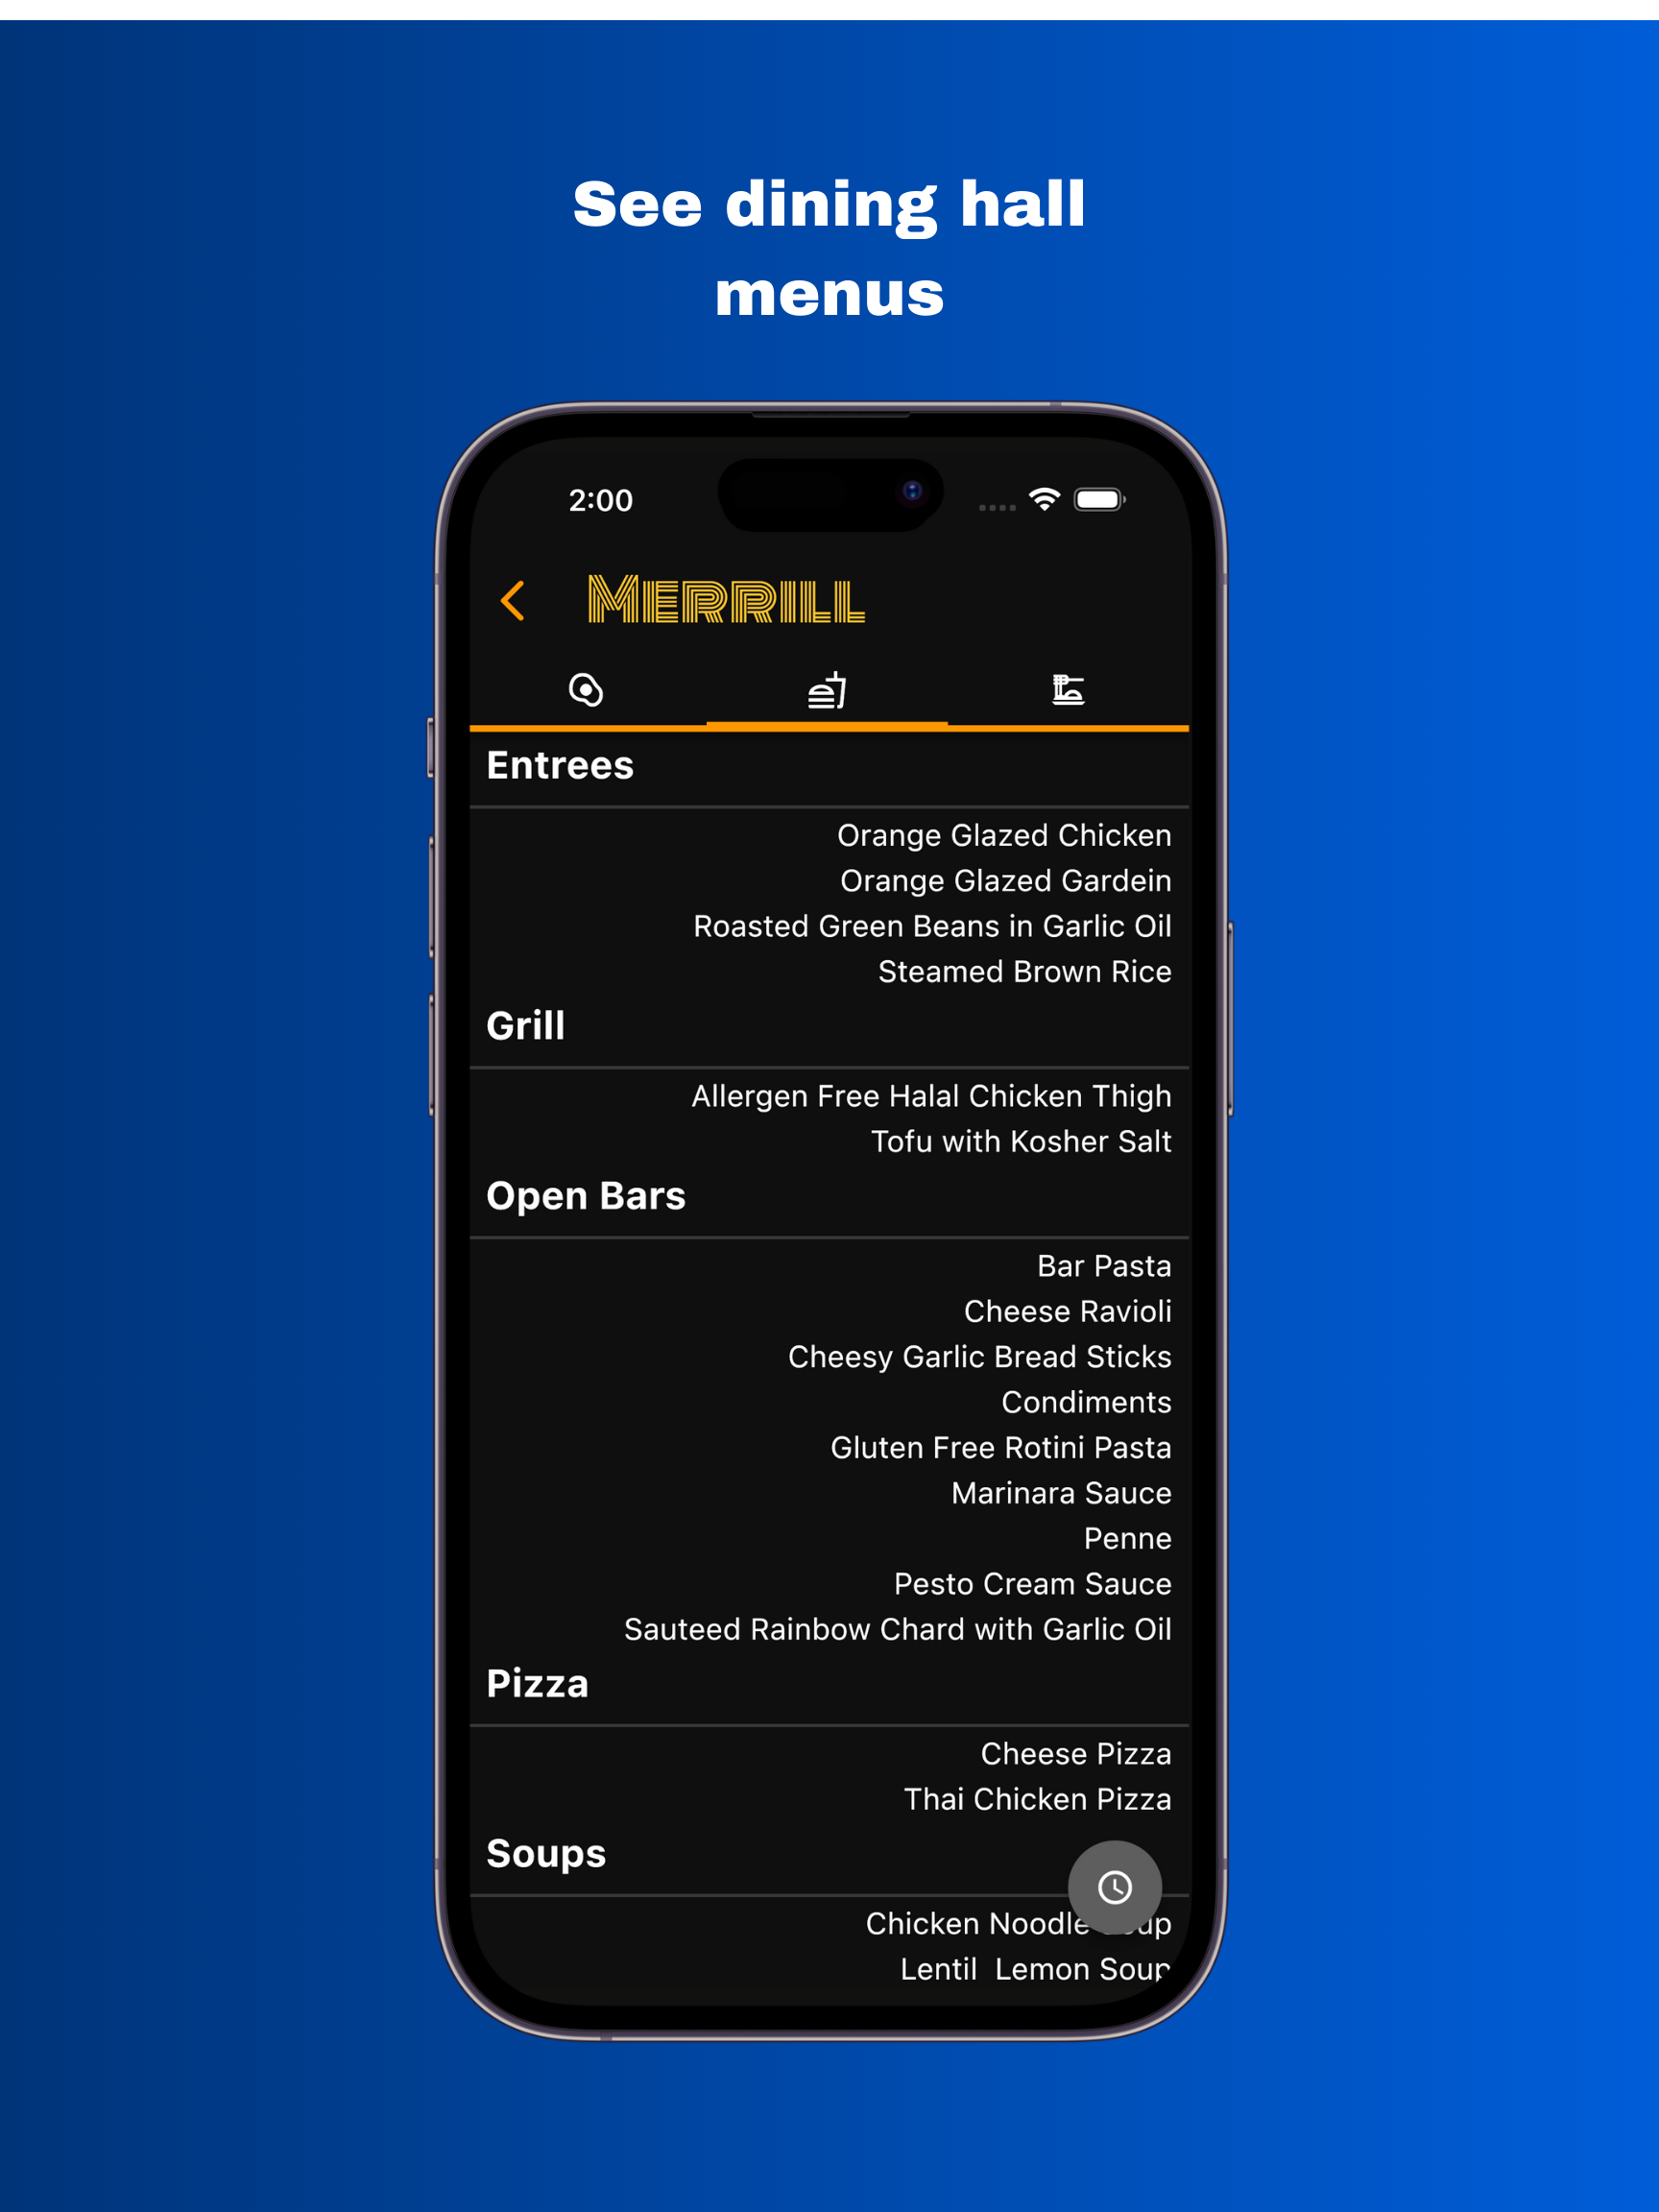 See dining hall
menus
2:00
MERRILL
Entrees
Orange Glazed Chicken
Orange Glazed Gardein
Roasted Green Beans in Garlic Oil
Steamed Brown Rice
Grill
Allergen Free Halal Chicken Thigh
Tofu with Kosher Salt
Open Bars
Bar Pasta
Cheese Ravioli
Cheesy Garlic Bread Sticks
Condiments
Gluten Free Rotini Pasta
Marinara Sauce
Penne
Pesto Cream Sauce
Sauteed Rainbow Chard with Garlic Oil
Pizza
Cheese Pizza
Thai Chicken Pizza
Soups
Chicken Noodle Soup
Lentil  Lemon Soup